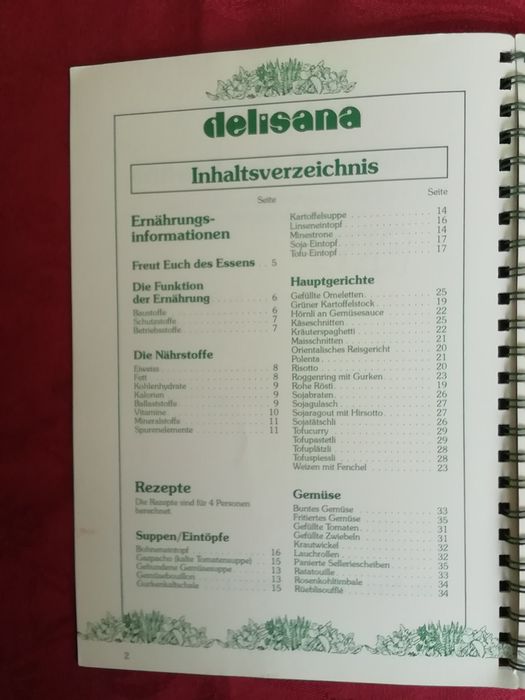 delisana
Inhaltsverzeichnis
Seite
Ernährungs-
informationen
Freut Euch des Essens . . 5
Die Funktion
der Ernährung . . . . . . . . 6
Baustoffe . . . . . . . . 6
Schutzstoffe . . . . . . . . 7
Betriebsstoffe . . . . . . . . 7
Die Nährstoffe
Eiweiss . . . . . . . . 8
Fett . . . . . . . . 8
Kohlenhydrate . . . . . . . . 9
Kalorien . . . . . . . . 9
Ballaststoffe . . . . . . . . 9
Vitamine . . . . . . . . 10
Mineralstoffe . . . . . . . . 11
Spurenelemente . . . . . . . . 11
Rezepte
Die Rezepte sind für 4 Personen
berechnet
Suppen/Eintöpfe
Bohneneintopf . . . . . . . . 16
Gazpacho (kalte Tomatensuppe) . . 15
Gebundene Gemüsesuppe . . . . 13
Gemüsebouillon . . . . . . . . 13
Gurkenkaltschale . . . . . . . . 15
Seite
Kartoffelsuppe . . . . . . . . 14
Linseneintopf . . . . . . . . 16
Minestrone . . . . . . . . 14
Soja-Eintopf . . . . . . . . 17
Tofu-Eintopf . . . . . . . . 17
Hauptgerichte
Gefüllte Omeletten . . . . . . . . 25
Grüner Kartoffelstock . . . . . . . . 19
Hörnli an Gemüsesauce . . . . . . . . 22
Käseschnitten . . . . . . . . 25
Kräuterspaghetti . . . . . . . . 22
Maisschnitten . . . . . . . . 21
Orientalisches Reisgericht . . . . . . . . 20
Polenta . . . . . . . . 21
Risotto . . . . . . . . 20
Roggenring mit Gurken . . . . . . . . 23
Rohe Rösti . . . . . . . . 19
Sojabraten . . . . . . . . 26
Sojagulasch . . . . . . . . 27
Sojaragout mit Hirsotto . . . . . . . . 27
Sojatätschli . . . . . . . . 26
Tofucurry . . . . . . . . 29
Tofupastetli . . . . . . . . 29
Tofuplätzli . . . . . . . . 28
Tofuspiessli . . . . . . . . 28
Weizen mit Fenchel . . . . . . . . 23
Gemüse
Buntes Gemüse . . . . . . . . 33
Fritiertes Gemüse . . . . . . . . 35
Gefüllte Tomaten . . . . . . . . 31
Gefüllte Zwiebeln . . . . . . . . 31
Krautwickel . . . . . . . . 32
Lauchrollen . . . . . . . . 32
Panierte Selleriescheiben . . . . . . . . 35
Ratatouille . . . . . . . . 33
Rosenkohltimbale . . . . . . . . 34
Rüeblisoufflé . . . . . . . . 34
2